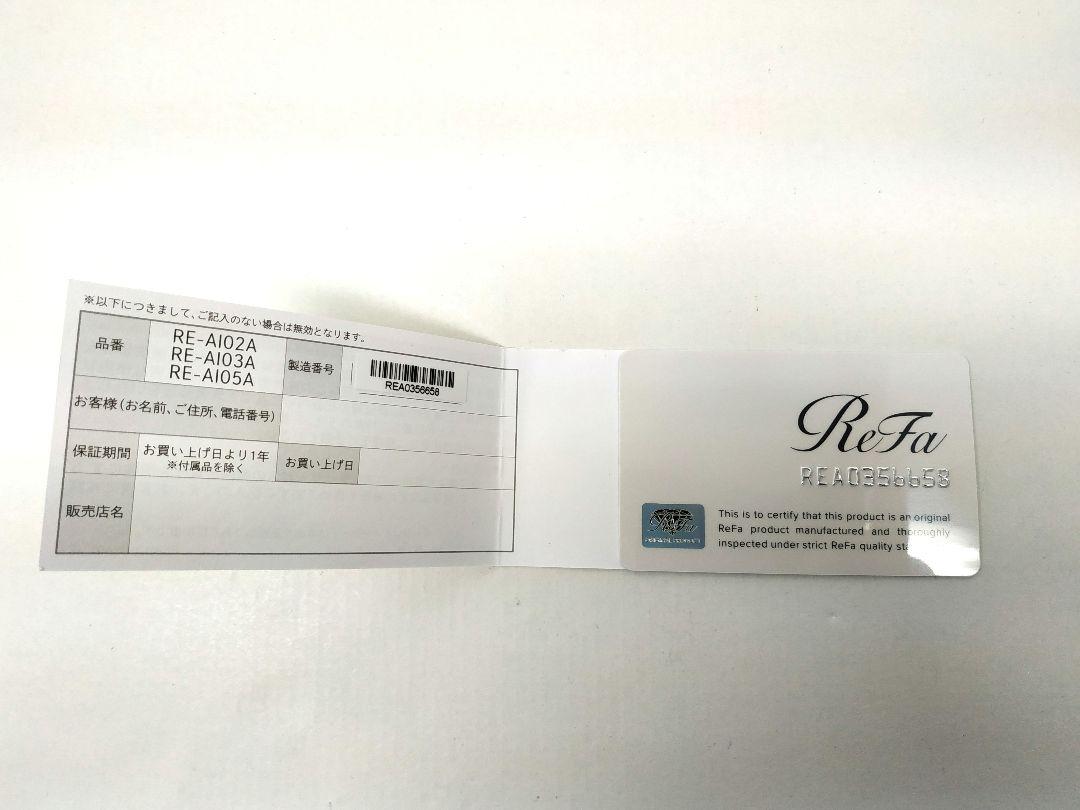 ※以下につきまして、ご記入のない場合は無効となります。
品番
RE-AI02A
RE-AI03A
RE-AI05A
製造番号
REA0356658
お客様(お名前、ご住所、電話番号)
保証期間
お買い上げ日より1年
※付属品を除く
お買い上げ日
販売店名
ReFa
REA0356658
ReFa
This is to certify that this product is an original
ReFa product manufactured and thoroughly
inspected under strict ReFa quality